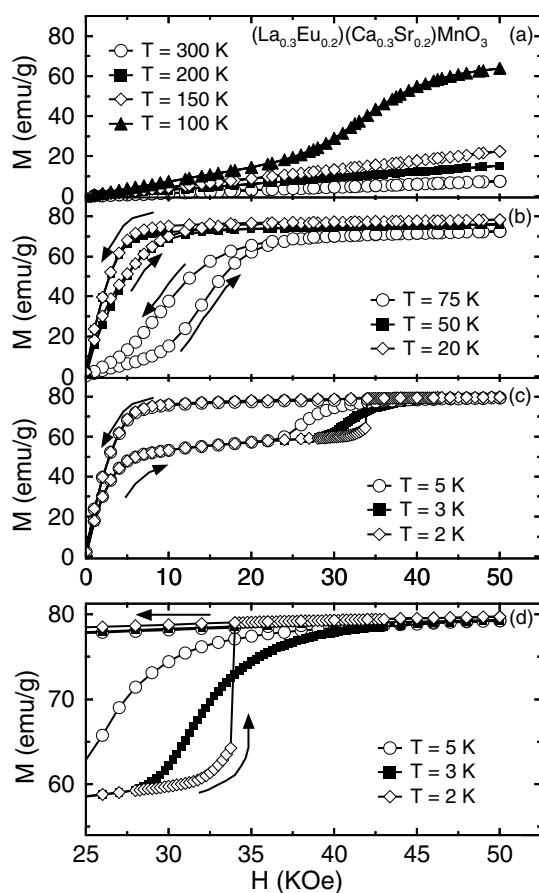 (La0.3Eu0.2)(Ca0.3Sr0.2)MnO3 (a)
T = 300 K
T = 200 K
T = 150 K
T = 100 K
M (emu/g)
80
60
40
20
0
(b)
T = 75 K
T = 50 K
T = 20 K
M (emu/g)
80
60
40
20
0
(c)
T = 5 K
T = 3 K
T = 2 K
M (emu/g)
80
60
40
20
0
0 10 20 30 40 50
(d)
T = 5 K
T = 3 K
T = 2 K
M (emu/g)
80
70
60
25 30 35 40 45 50
H (KOe)